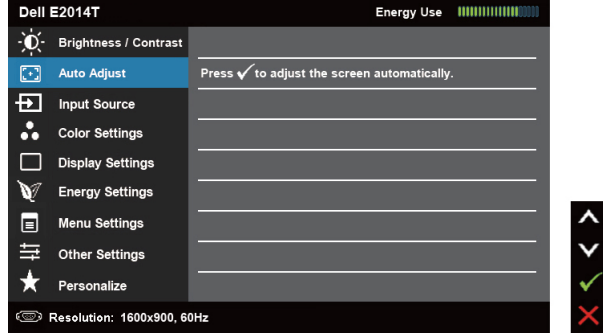 Dell E2014T Energy Use
Brightness / Contrast
Auto Adjust Press ✓ to adjust the screen automatically.
Input Source
Color Settings
Display Settings
Energy Settings
Menu Settings
Other Settings
Personalize
Resolution: 1600x900, 60Hz